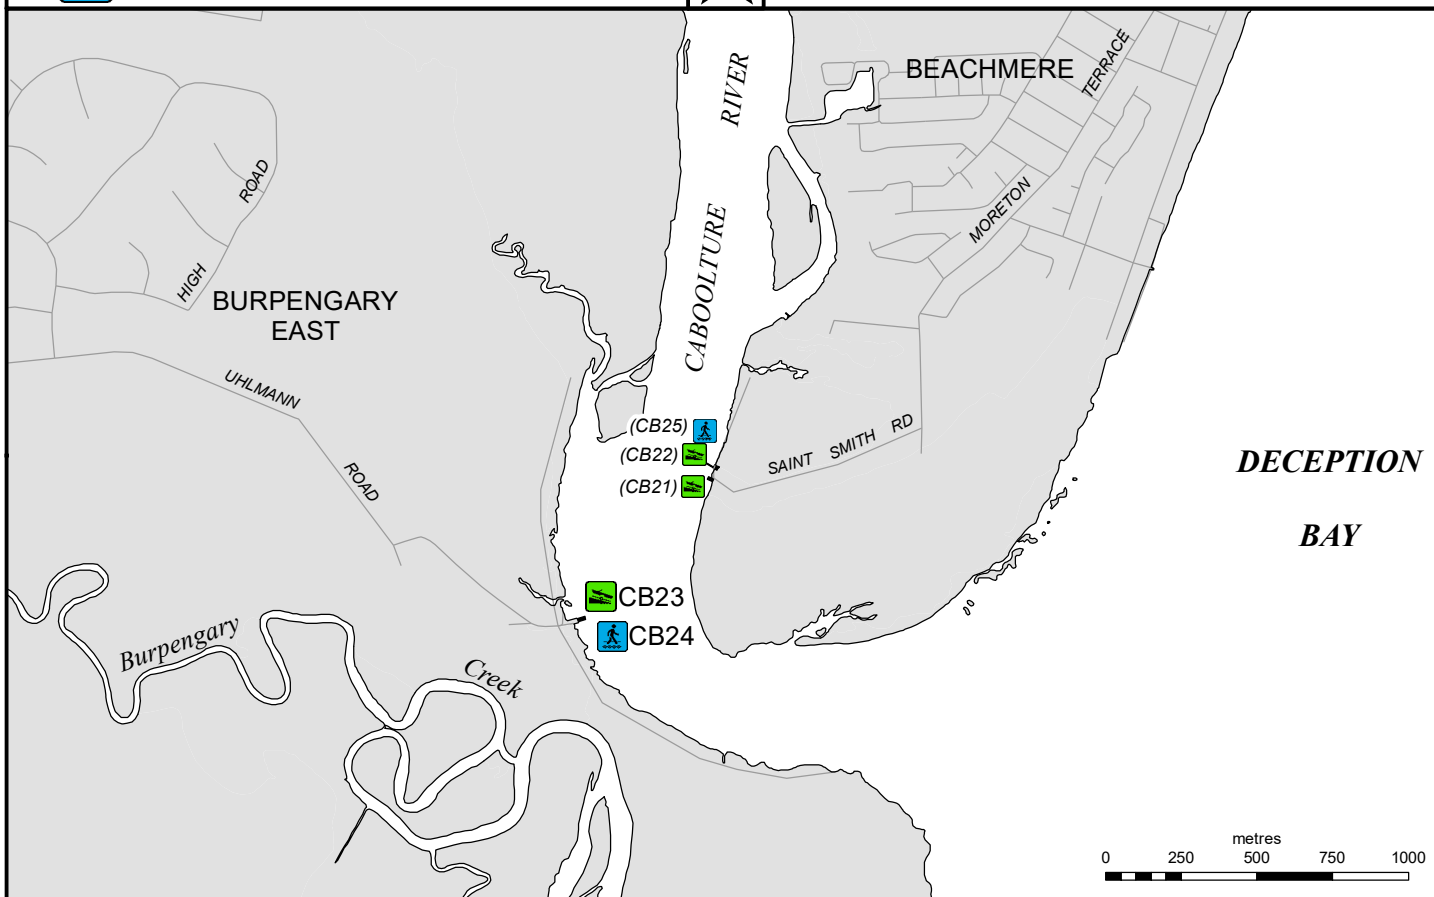 BEACHMERE
TERRACE
RIVER
ROAD
MORETON
CABOOLTURE
HIGH
BURPENGARY
EAST
UHLMANN
(CB25)
(CB22)
SAINT SMITH RD
(CB21)
ROAD
DECEPTION
BAY
CB23
CB24
Burpengary
Creek
metres
0 250 500 750 1000